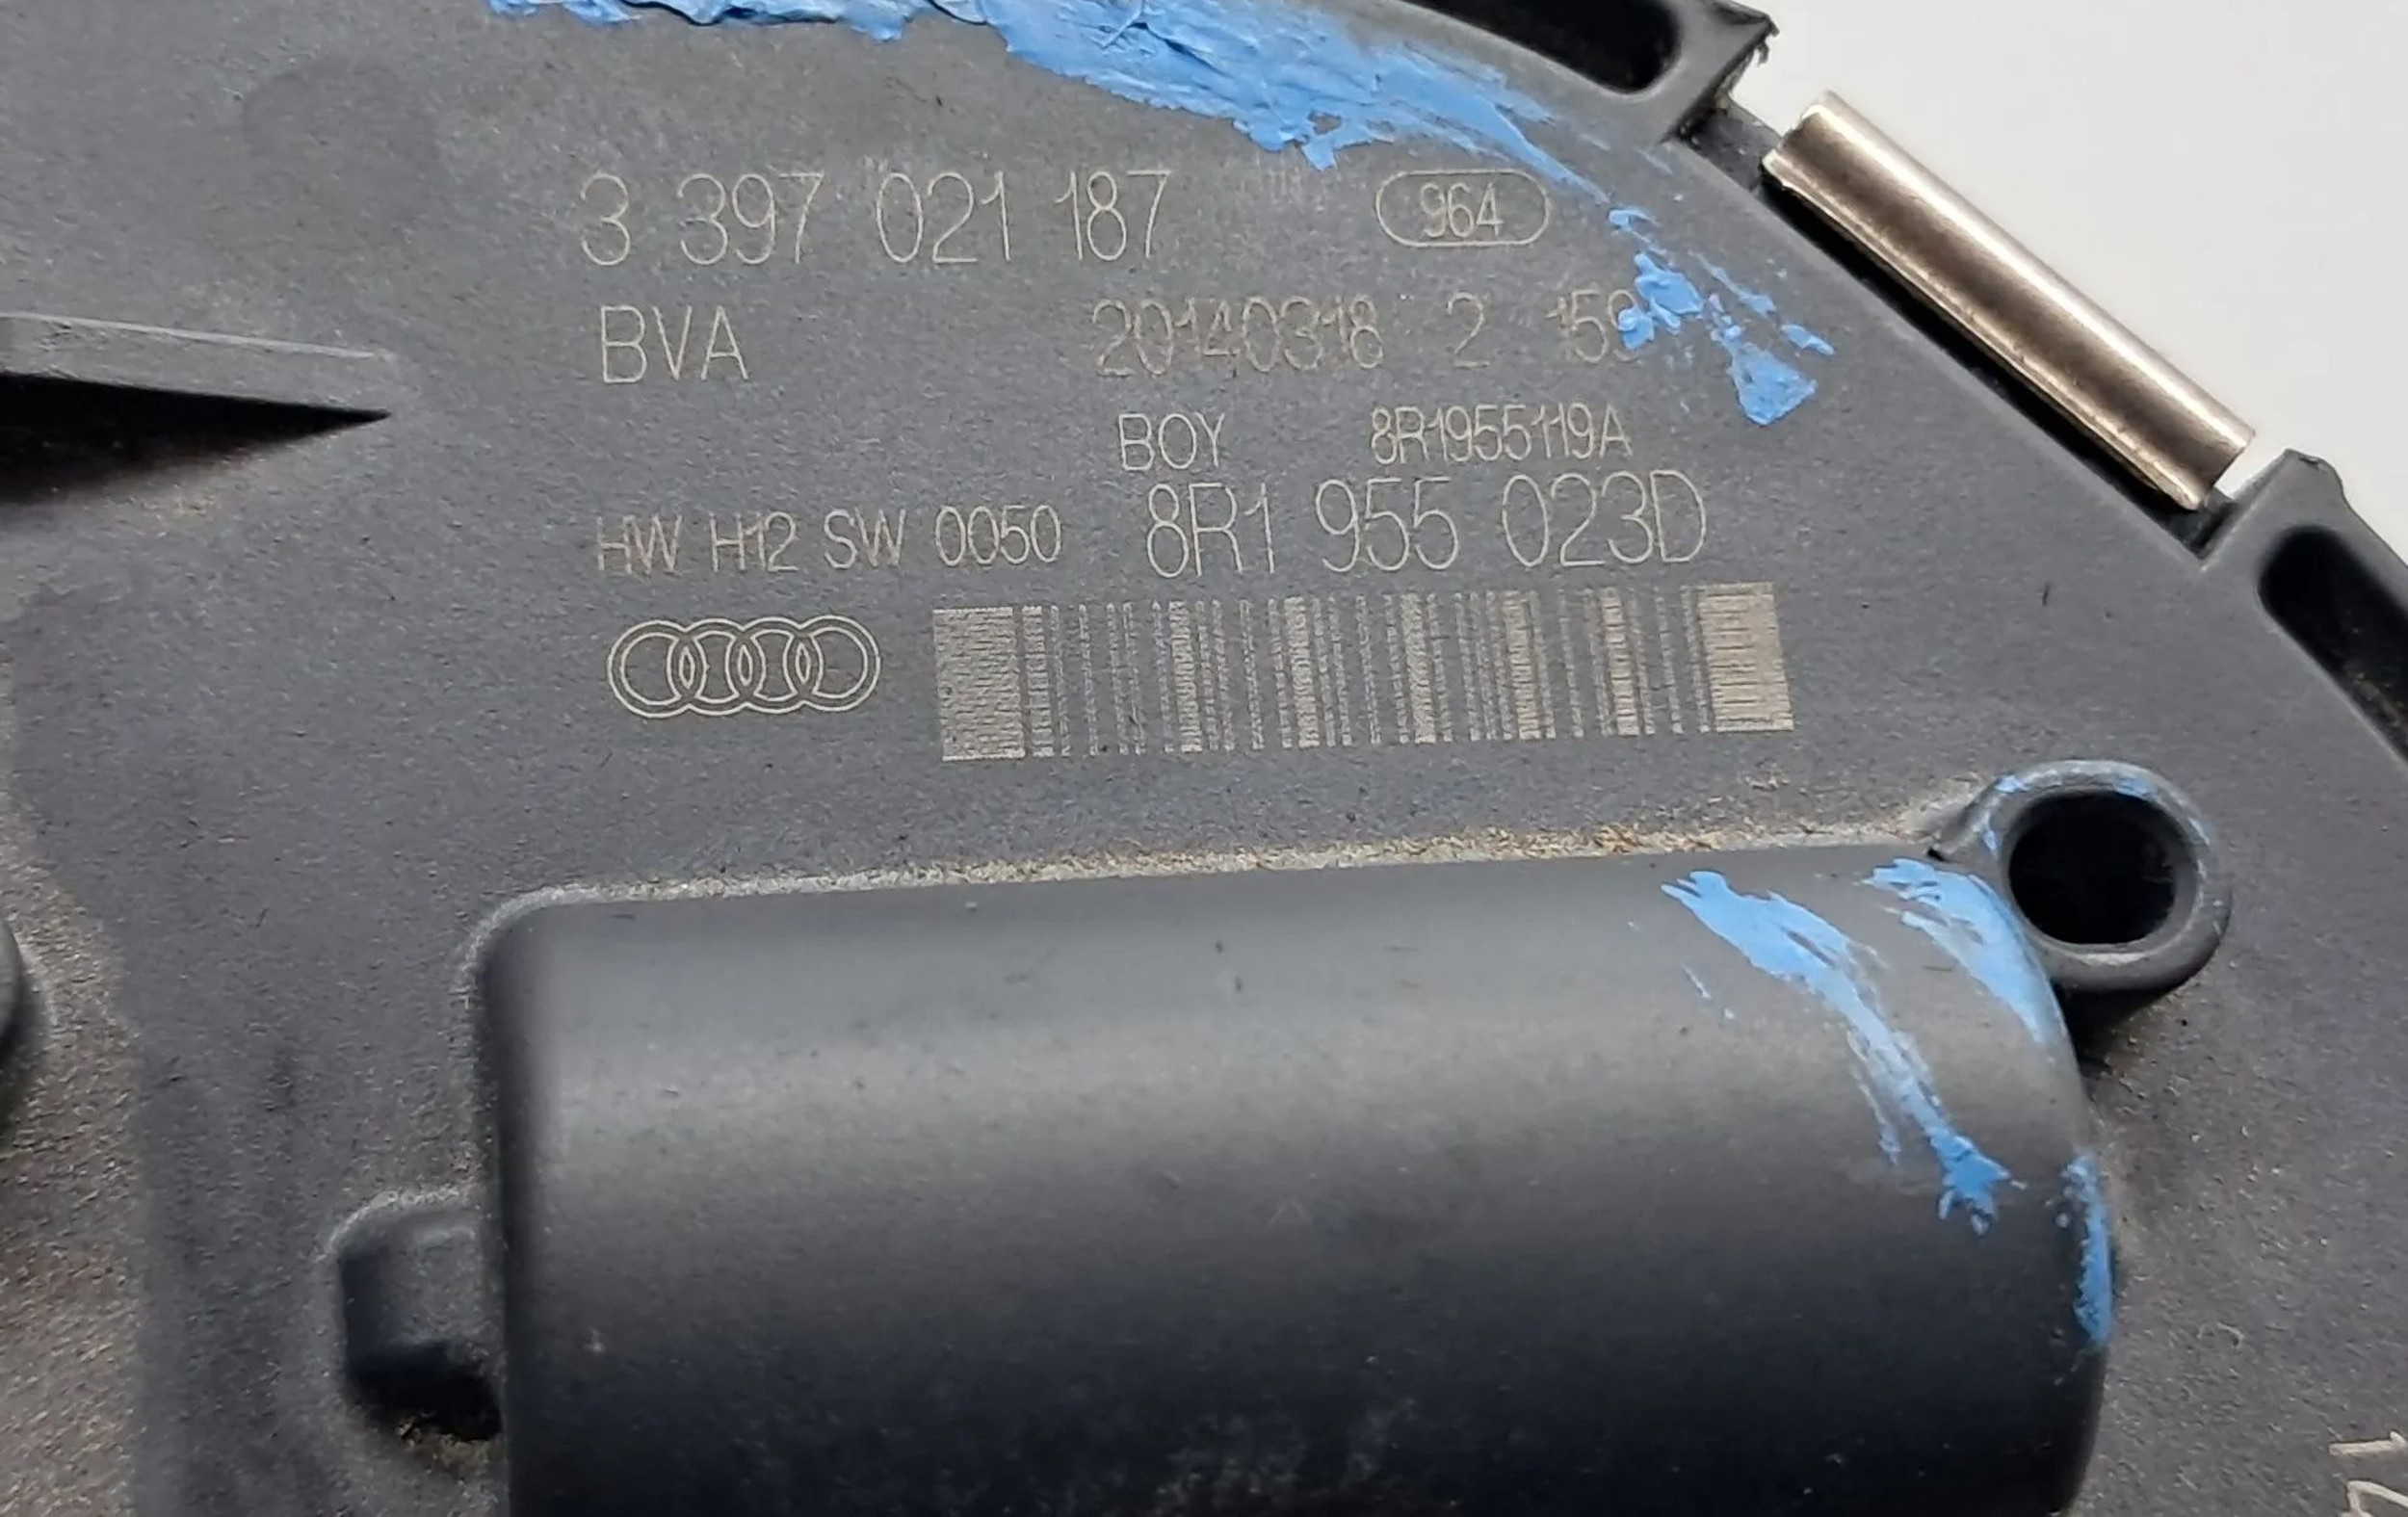 3 397 021 187 964
BVA 20140318 2
BOY 8R1955119A
HW H12 SW 0050 8R1 955 023D